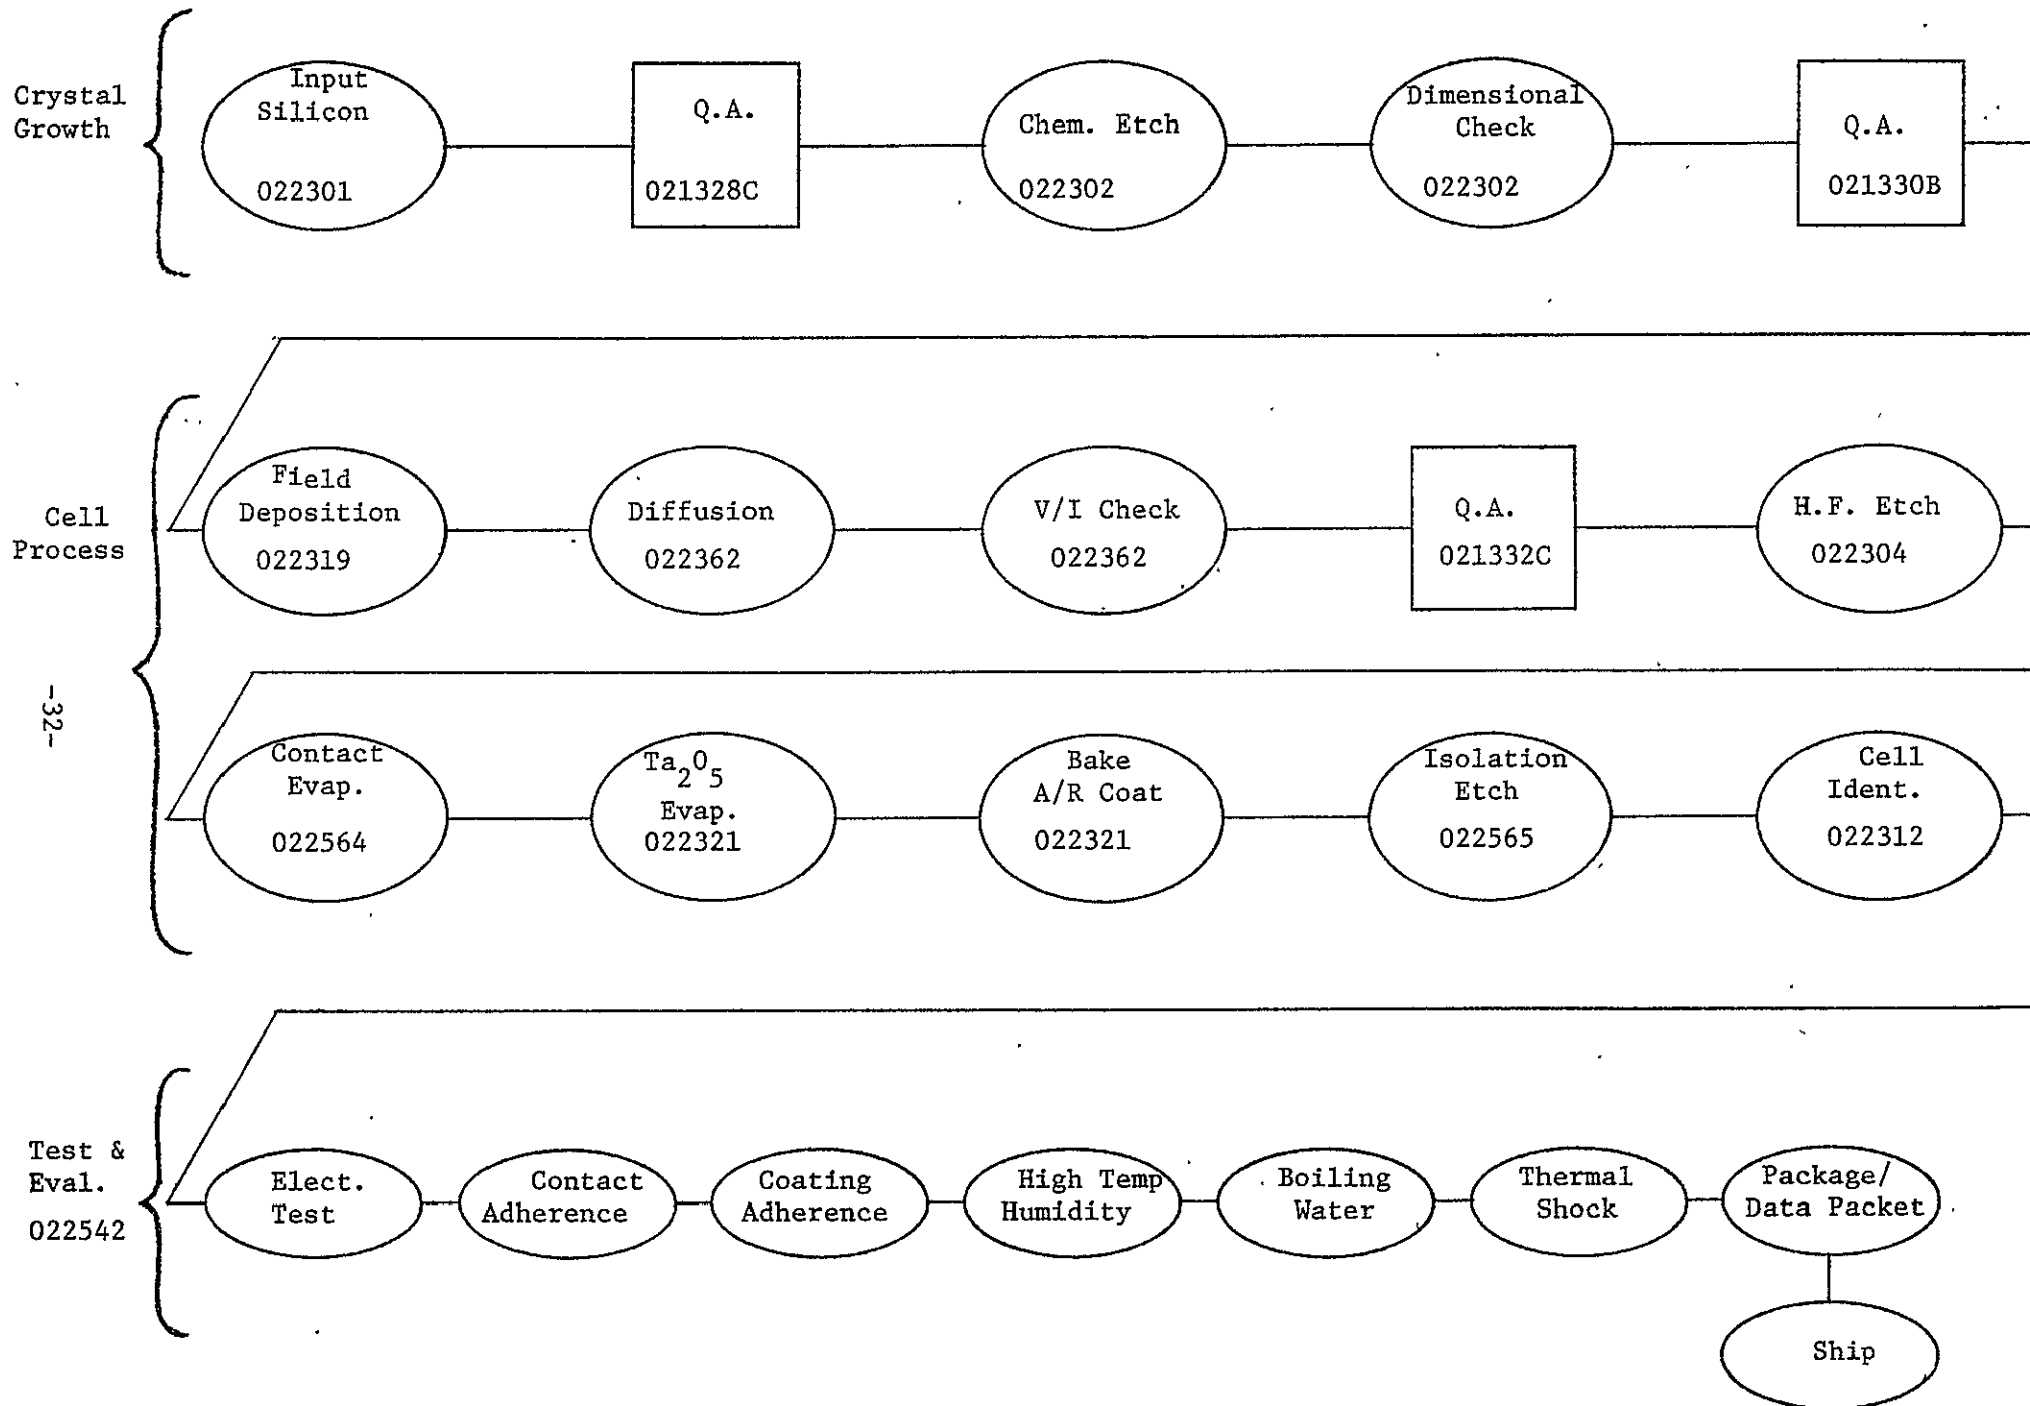 Crystal
Growth
Input
Silicon
022301
Q.A.
021328C
Chem. Etch
022302
Dimensional
Check
022302
Q.A.
021330B
Cell
Process
Field
Deposition
022319
Diffusion
022362
V/I Check
022362
Q.A.
021332C
H.F. Etch
022304
-32-
Contact
Evap.
022564
Ta2O5
Evap.
022321
Bake
A/R Coat
022321
Isolation
Etch
022565
Cell
Ident.
022312
Test &
Eval.
022542
Elect.
Test
Contact
Adherence
Coating
Adherence
High Temp
Humidity
Boiling
Water
Thermal
Shock
Package/
Data Packet
Ship